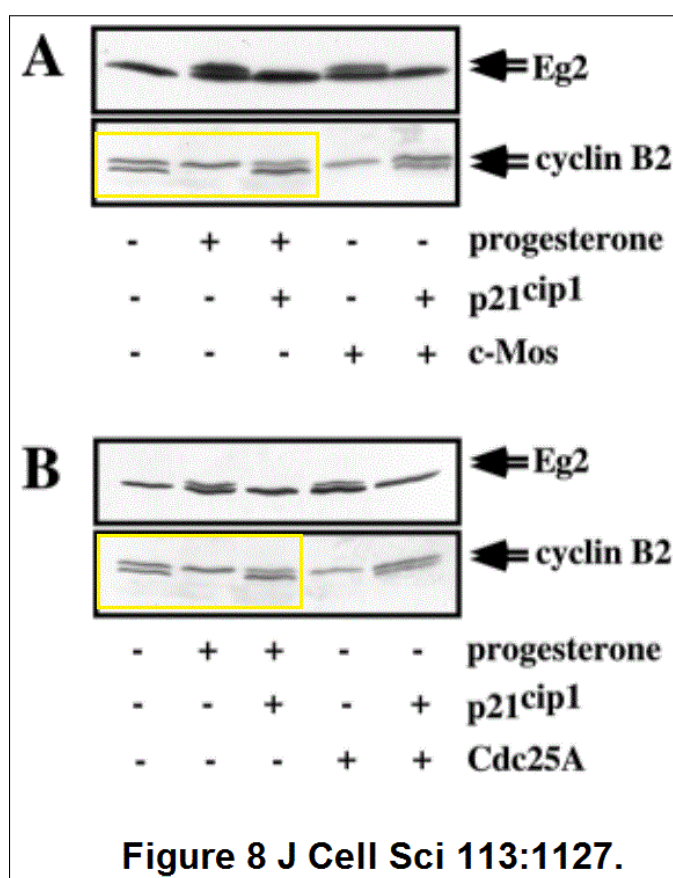 A
Eg2
cyclin B2
- + + - - progesterone
- - + - + p21cip1
- - - + + c-Mos
B
Eg2
cyclin B2
- + + - - progesterone
- - + - + p21cip1
- - - + + Cdc25A
Figure 8 J Cell Sci 113:1127.